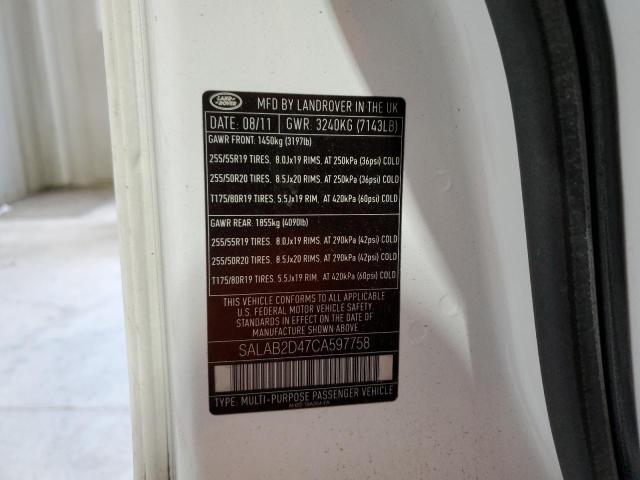 LAND ROVER
MFD BY LANDROVER IN THE UK
DATE: 08/11 GWR: 3240KG (7143LB)
GAWR FRONT: 1450kg (3197lb)
255/55R19 TIRES. 8.0Jx19 RIMS. AT 250kPa (36psi) COLD
255/50R20 TIRES. 8.5Jx20 RIMS. AT 250kPa (36psi) COLD
T175/80R19 TIRES. 5.5Jx19 RIM. AT 420kPa (60psi) COLD
GAWR REAR: 1855kg (4090lb)
255/55R19 TIRES. 8.0Jx19 RIMS. AT 290kPa (42psi) COLD
255/50R20 TIRES. 8.5Jx20 RIMS. AT 290kPa (42psi) COLD
T175/80R19 TIRES. 5.5Jx19 RIM. AT 420kPa (60psi) COLD
THIS VEHICLE CONFORMS TO ALL APPLICABLE
U.S. FEDERAL MOTOR VEHICLE SAFETY
STANDARDS IN EFFECT ON THE DATE OF
MANUFACTURE SHOWN ABOVE.
SALAB2D47CA597758
TYPE: MULTI-PURPOSE PASSENGER VEHICLE